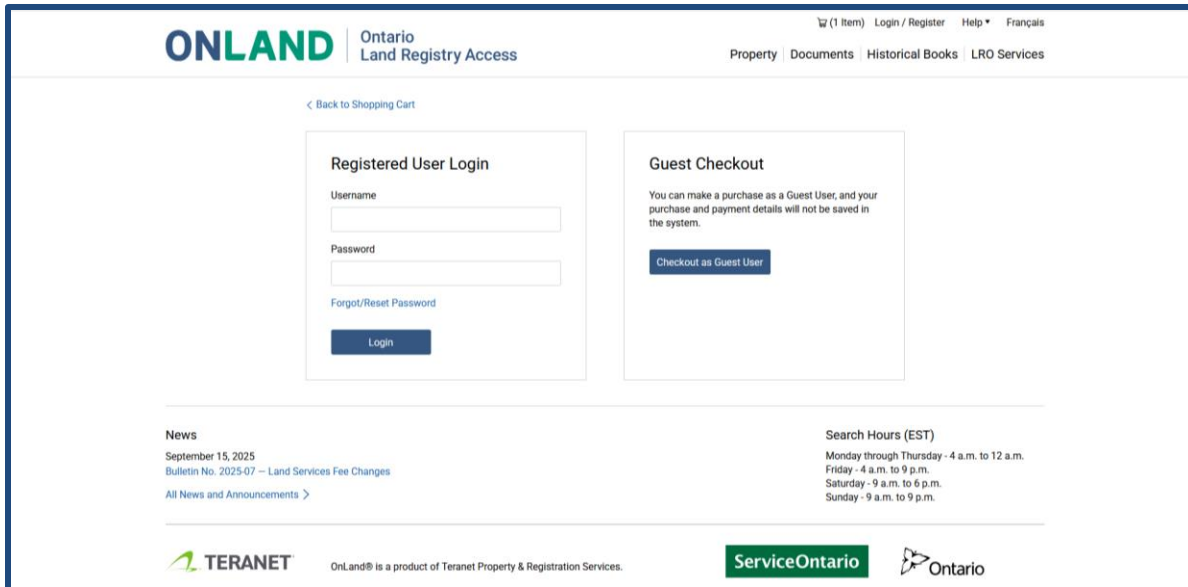 (1 Item) Login / Register Help Français
ONLAND
Ontario
Land Registry Access
Property Documents Historical Books LRO Services
< Back to Shopping Cart
Registered User Login
Username
Password
Forgot/Reset Password
Login
Guest Checkout
You can make a purchase as a Guest User, and your
purchase and payment details will not be saved in
the system.
Checkout as Guest User
News
September 15, 2025
Bulletin No. 2025-07 — Land Services Fee Changes
All News and Announcements >
Search Hours (EST)
Monday through Thursday - 4 a.m. to 12 a.m.
Friday - 4 a.m. to 9 p.m.
Saturday - 9 a.m. to 6 p.m.
Sunday - 9 a.m. to 9 p.m.
TERANET
OnLand® is a product of Teranet Property & Registration Services.
ServiceOntario
Ontario